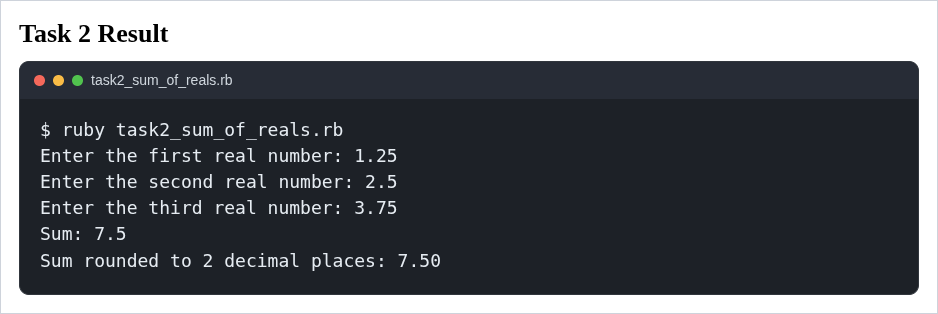 Task 2 Result
task2_sum_of_reals.rb
$ ruby task2_sum_of_reals.rb
Enter the first real number: 1.25
Enter the second real number: 2.5
Enter the third real number: 3.75
Sum: 7.5
Sum rounded to 2 decimal places: 7.50